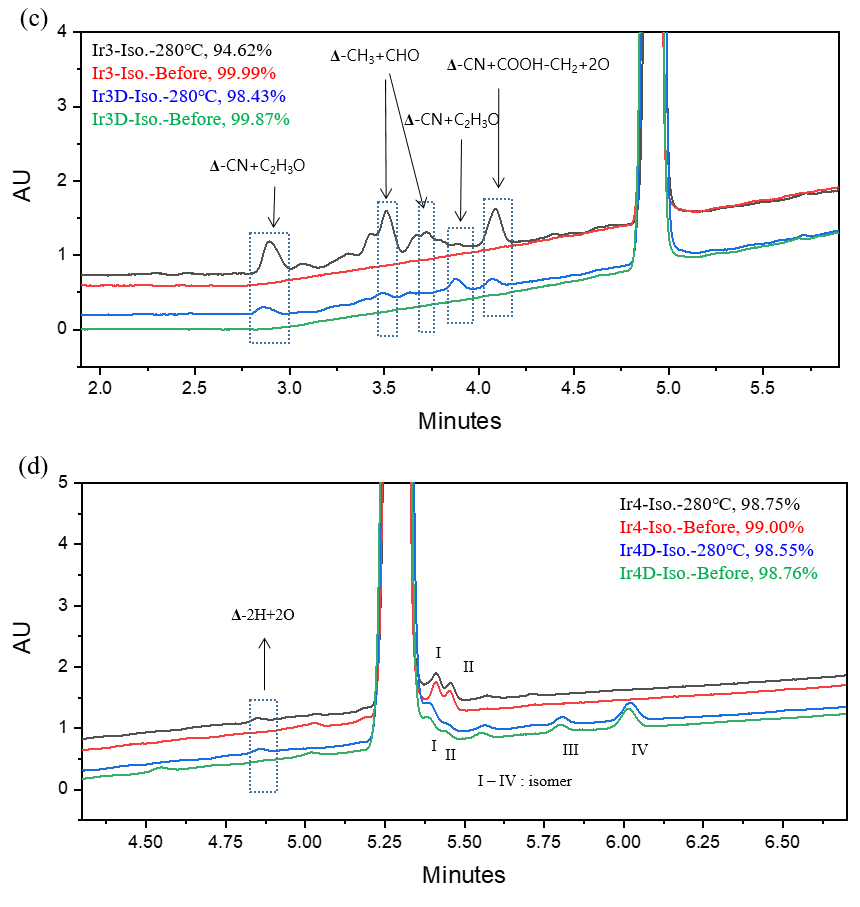 (c)
4
3
2
1
0
AU
Ir3-Iso.-280℃, 94.62%
Ir3-Iso.-Before, 99.99%
Ir3D-Iso.-280℃, 98.43%
Ir3D-Iso.-Before, 99.87%
Δ-CH₃+CHO
Δ-CN+COOH-CH₂+2O
Δ-CN+C₂H₃O
Δ-CN+C₂H₃O
2.0 2.5 3.0 3.5 4.0 4.5 5.0 5.5
Minutes
(d)
5
4
3
2
1
0
AU
Ir4-Iso.-280℃, 98.75%
Ir4-Iso.-Before, 99.00%
Ir4D-Iso.-280℃, 98.55%
Ir4D-Iso.-Before, 98.76%
Δ-2H+2O
I
II
I
II
III
IV
I – IV : isomer
4.50 4.75 5.00 5.25 5.50 5.75 6.00 6.25 6.50
Minutes